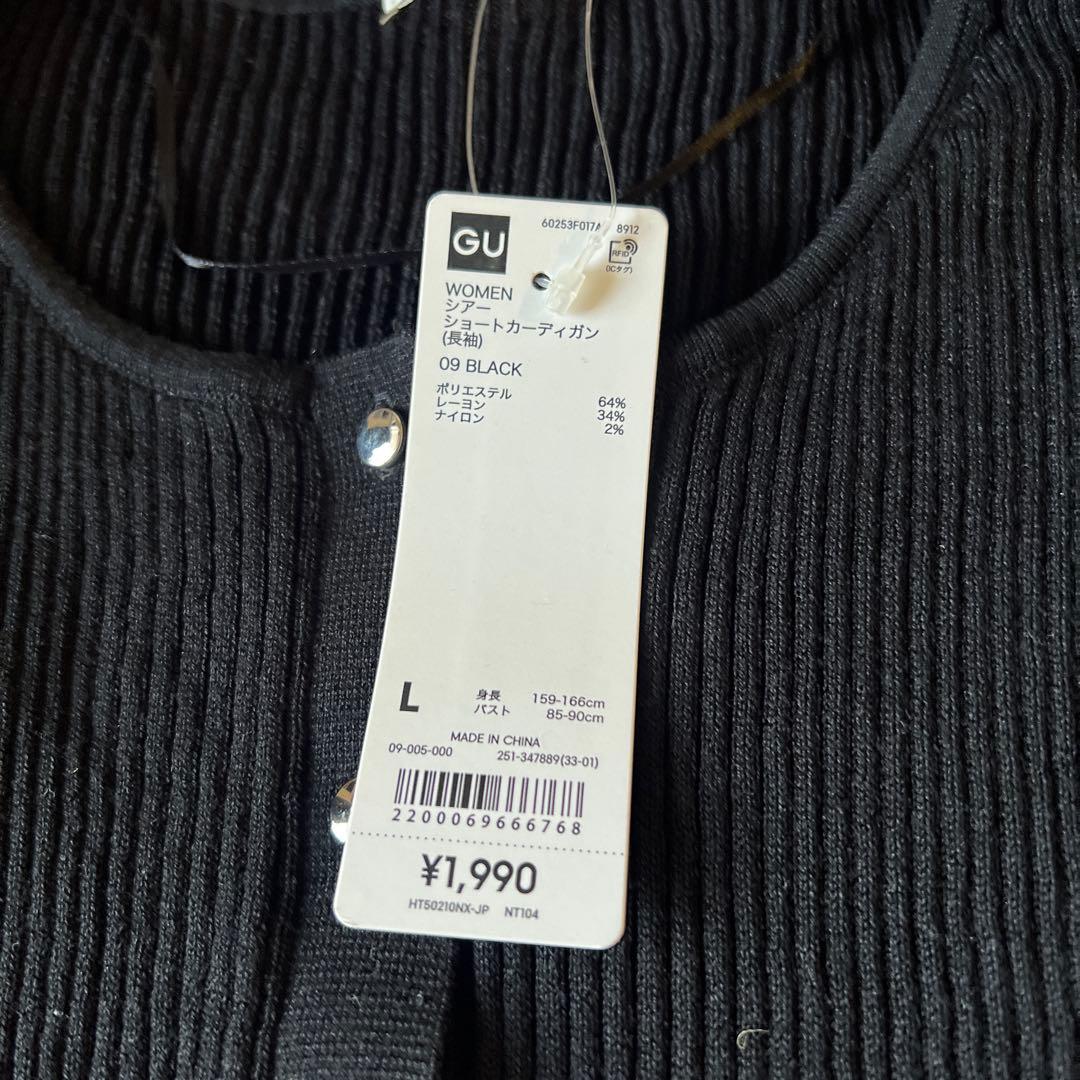 GU
60253F017A 8912
RFID
(ICタグ)
WOMEN
シアー
ショートカーディガン
(長袖)
09 BLACK
ポリエステル 64%
レーヨン 34%
ナイロン 2%
L 身長 159-166cm
バスト 85-90cm
MADE IN CHINA
09-005-000 251-347889(33-01)
2200069666768
¥1,990
HT50210NX-JP NT104